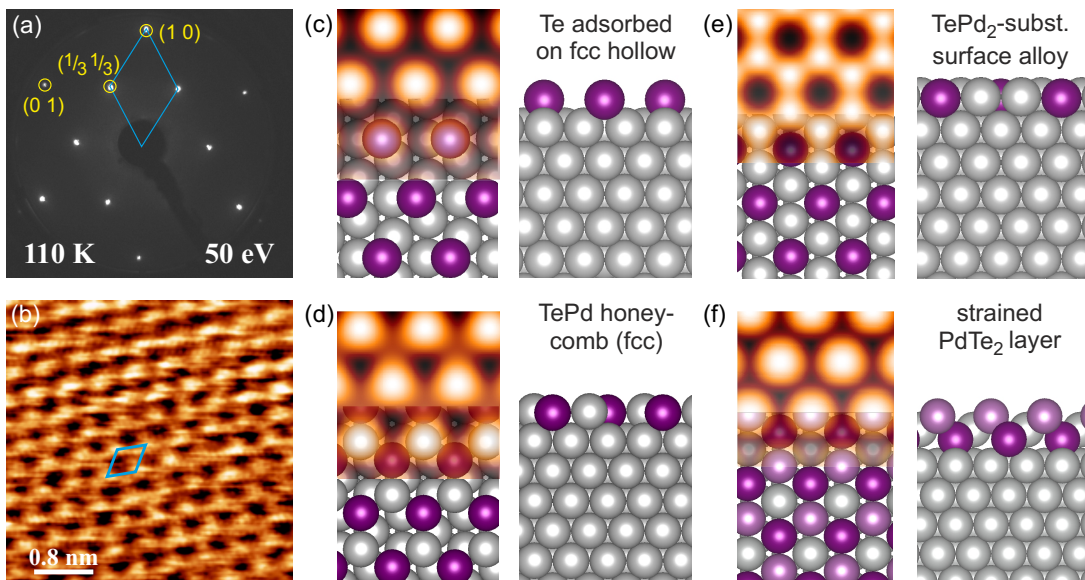 (a)
(1 0)
(1/3 1/3)
(0 1)
110 K
50 eV
(b)
0.8 nm
(c)
Te adsorbed
on fcc hollow
(d)
TePd honey-
comb (fcc)
(e)
TePd₂-subst.
surface alloy
(f)
strained
PdTe₂ layer